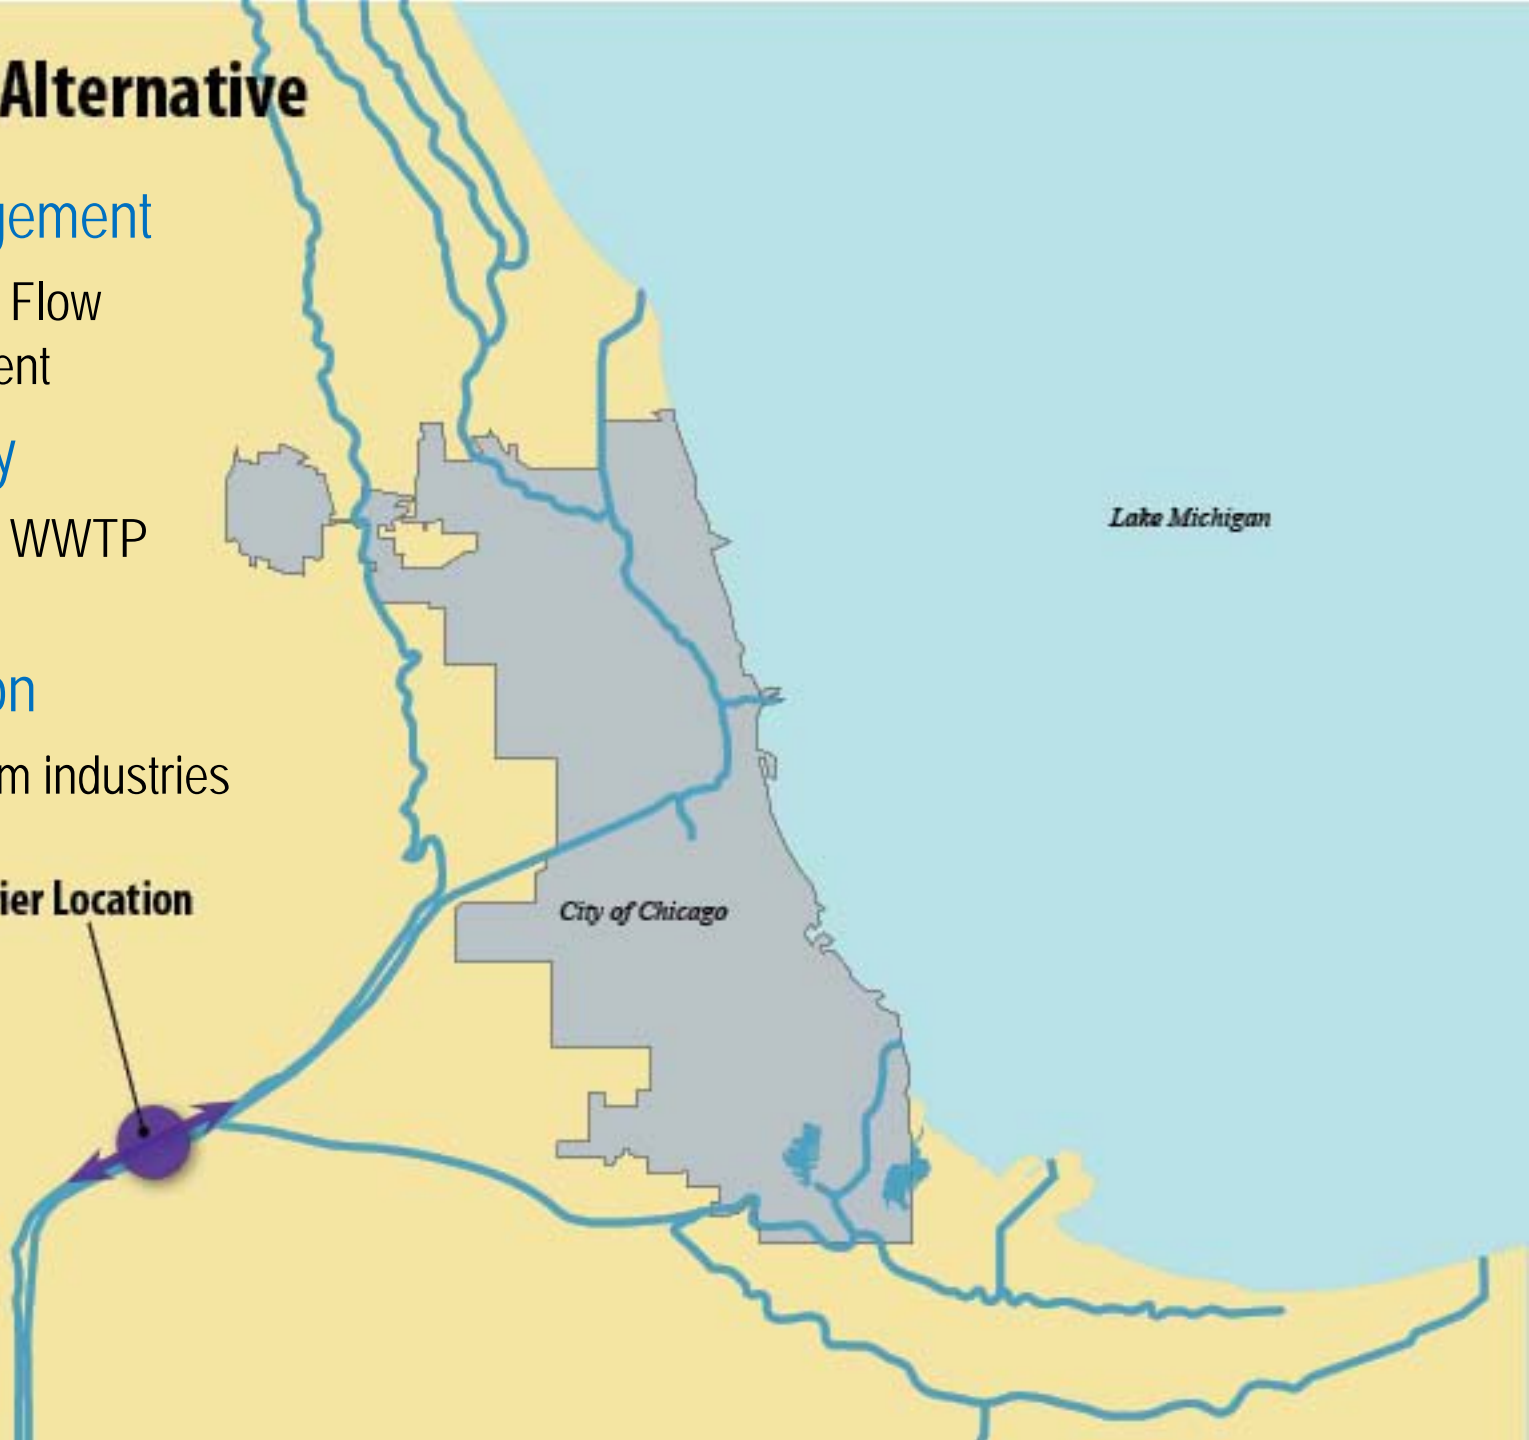 Alternative
gement
Flow
ent
y
WWTP
on
m industries
ier Location
Lake Michigan
City of Chicago